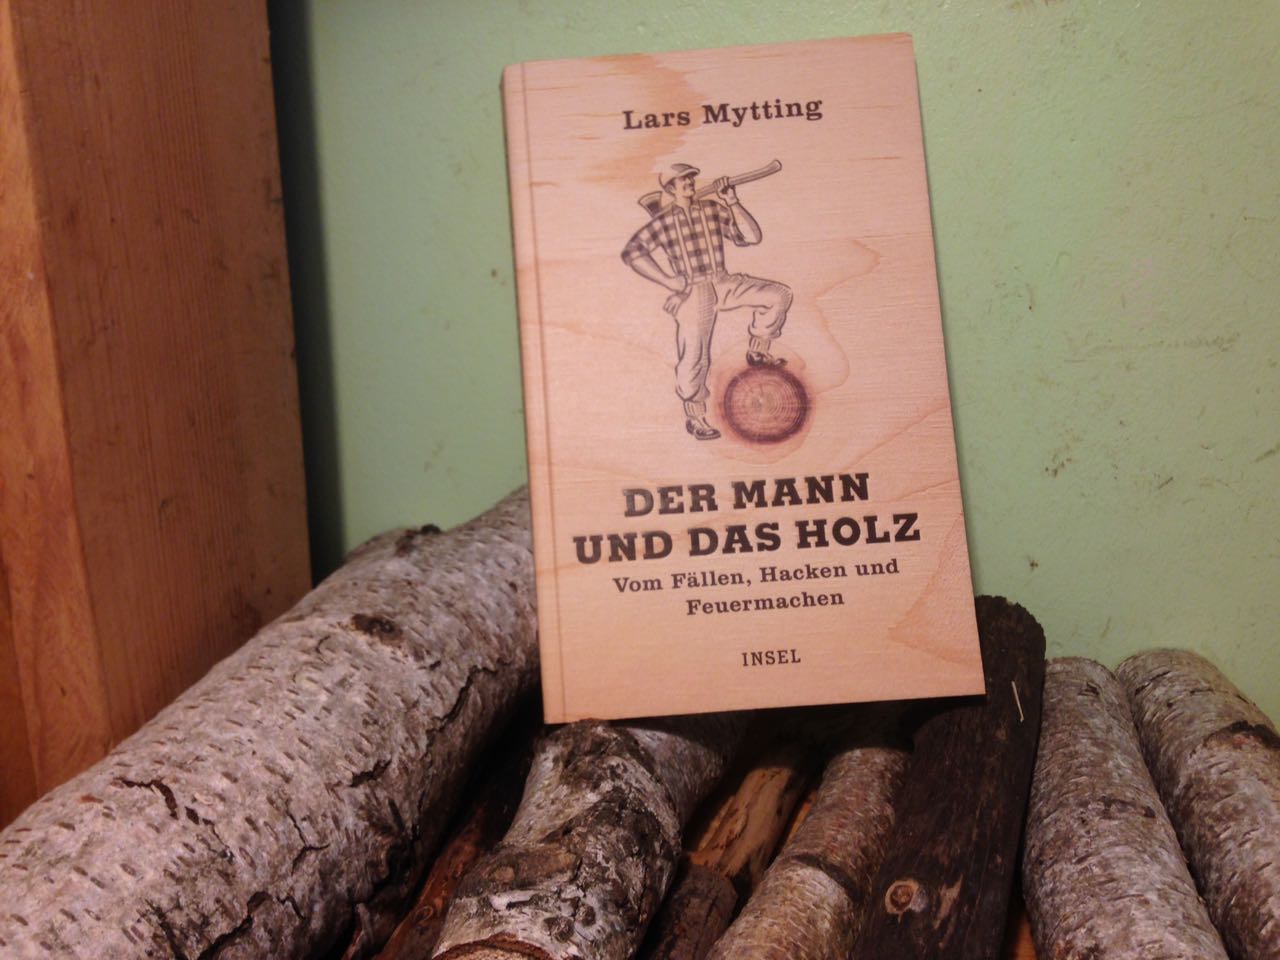 Lars Mytting
DER MANN
UND DAS HOLZ
Vom Fällen, Hacken und
Feuermachen
INSEL